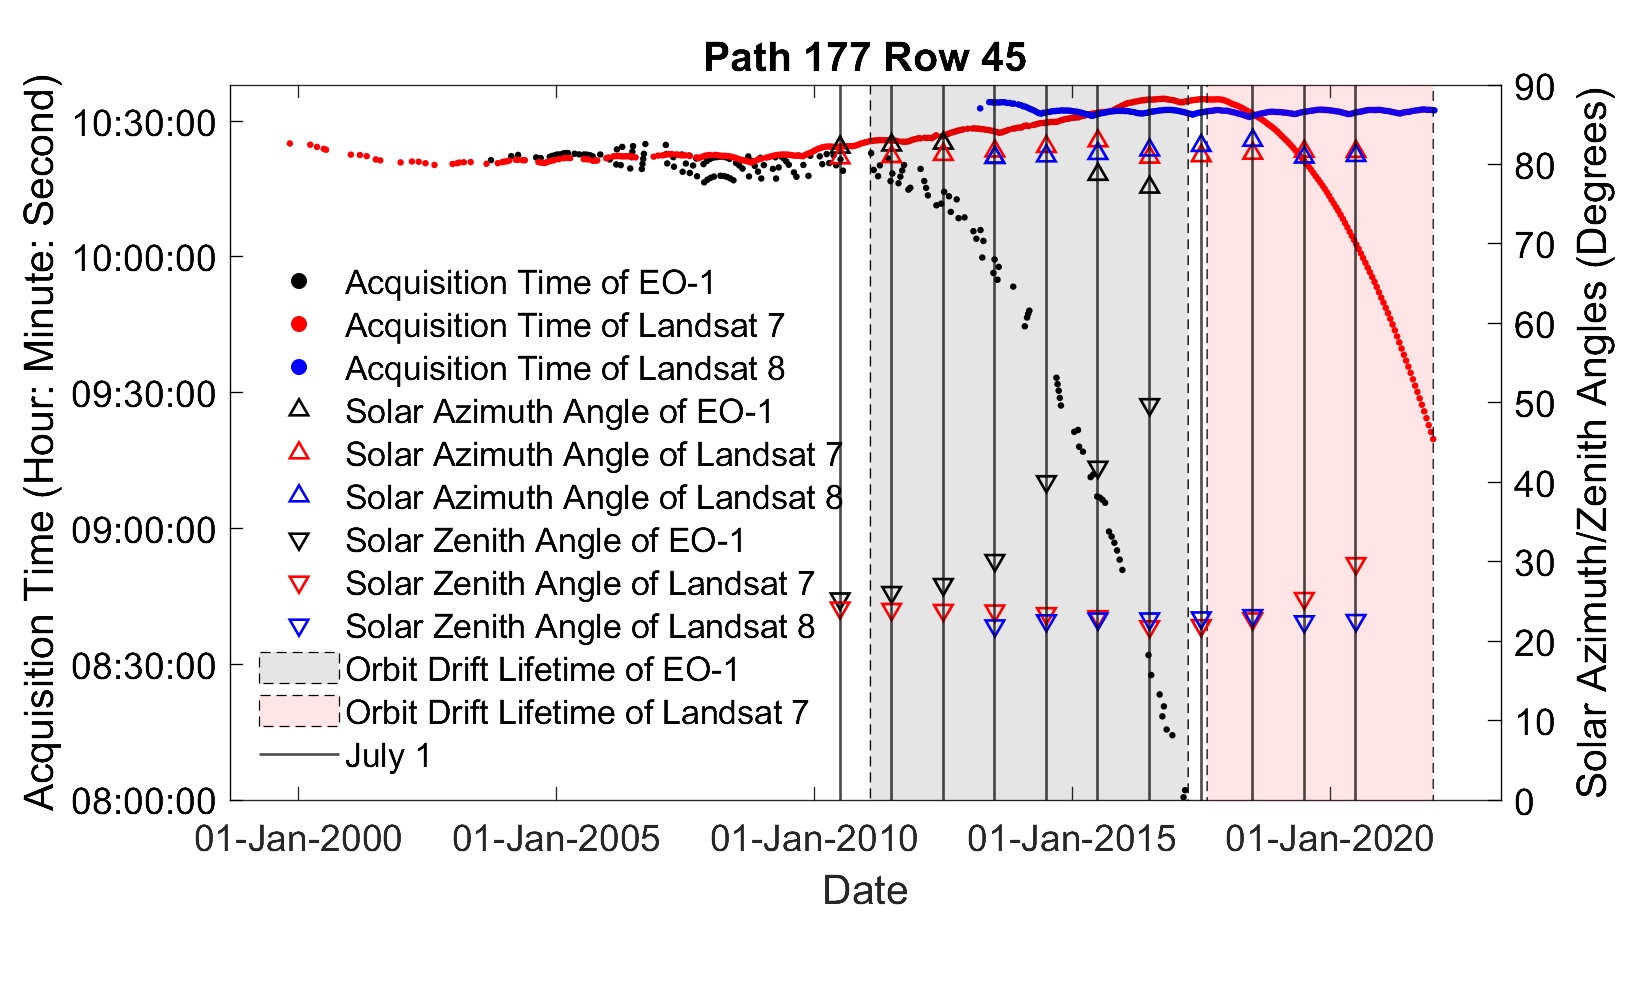 Path 177 Row 45
Acquisition Time (Hour: Minute: Second)
10:30:00
10:00:00
09:30:00
09:00:00
08:30:00
08:00:00
Acquisition Time of EO-1
Acquisition Time of Landsat 7
Acquisition Time of Landsat 8
Solar Azimuth Angle of EO-1
Solar Azimuth Angle of Landsat 7
Solar Azimuth Angle of Landsat 8
Solar Zenith Angle of EO-1
Solar Zenith Angle of Landsat 7
Solar Zenith Angle of Landsat 8
Orbit Drift Lifetime of EO-1
Orbit Drift Lifetime of Landsat 7
July 1
90
80
70
60
50
40
30
20
10
0
Solar Azimuth/Zenith Angles (Degrees)
01-Jan-2000 01-Jan-2005 01-Jan-2010 01-Jan-2015 01-Jan-2020
Date